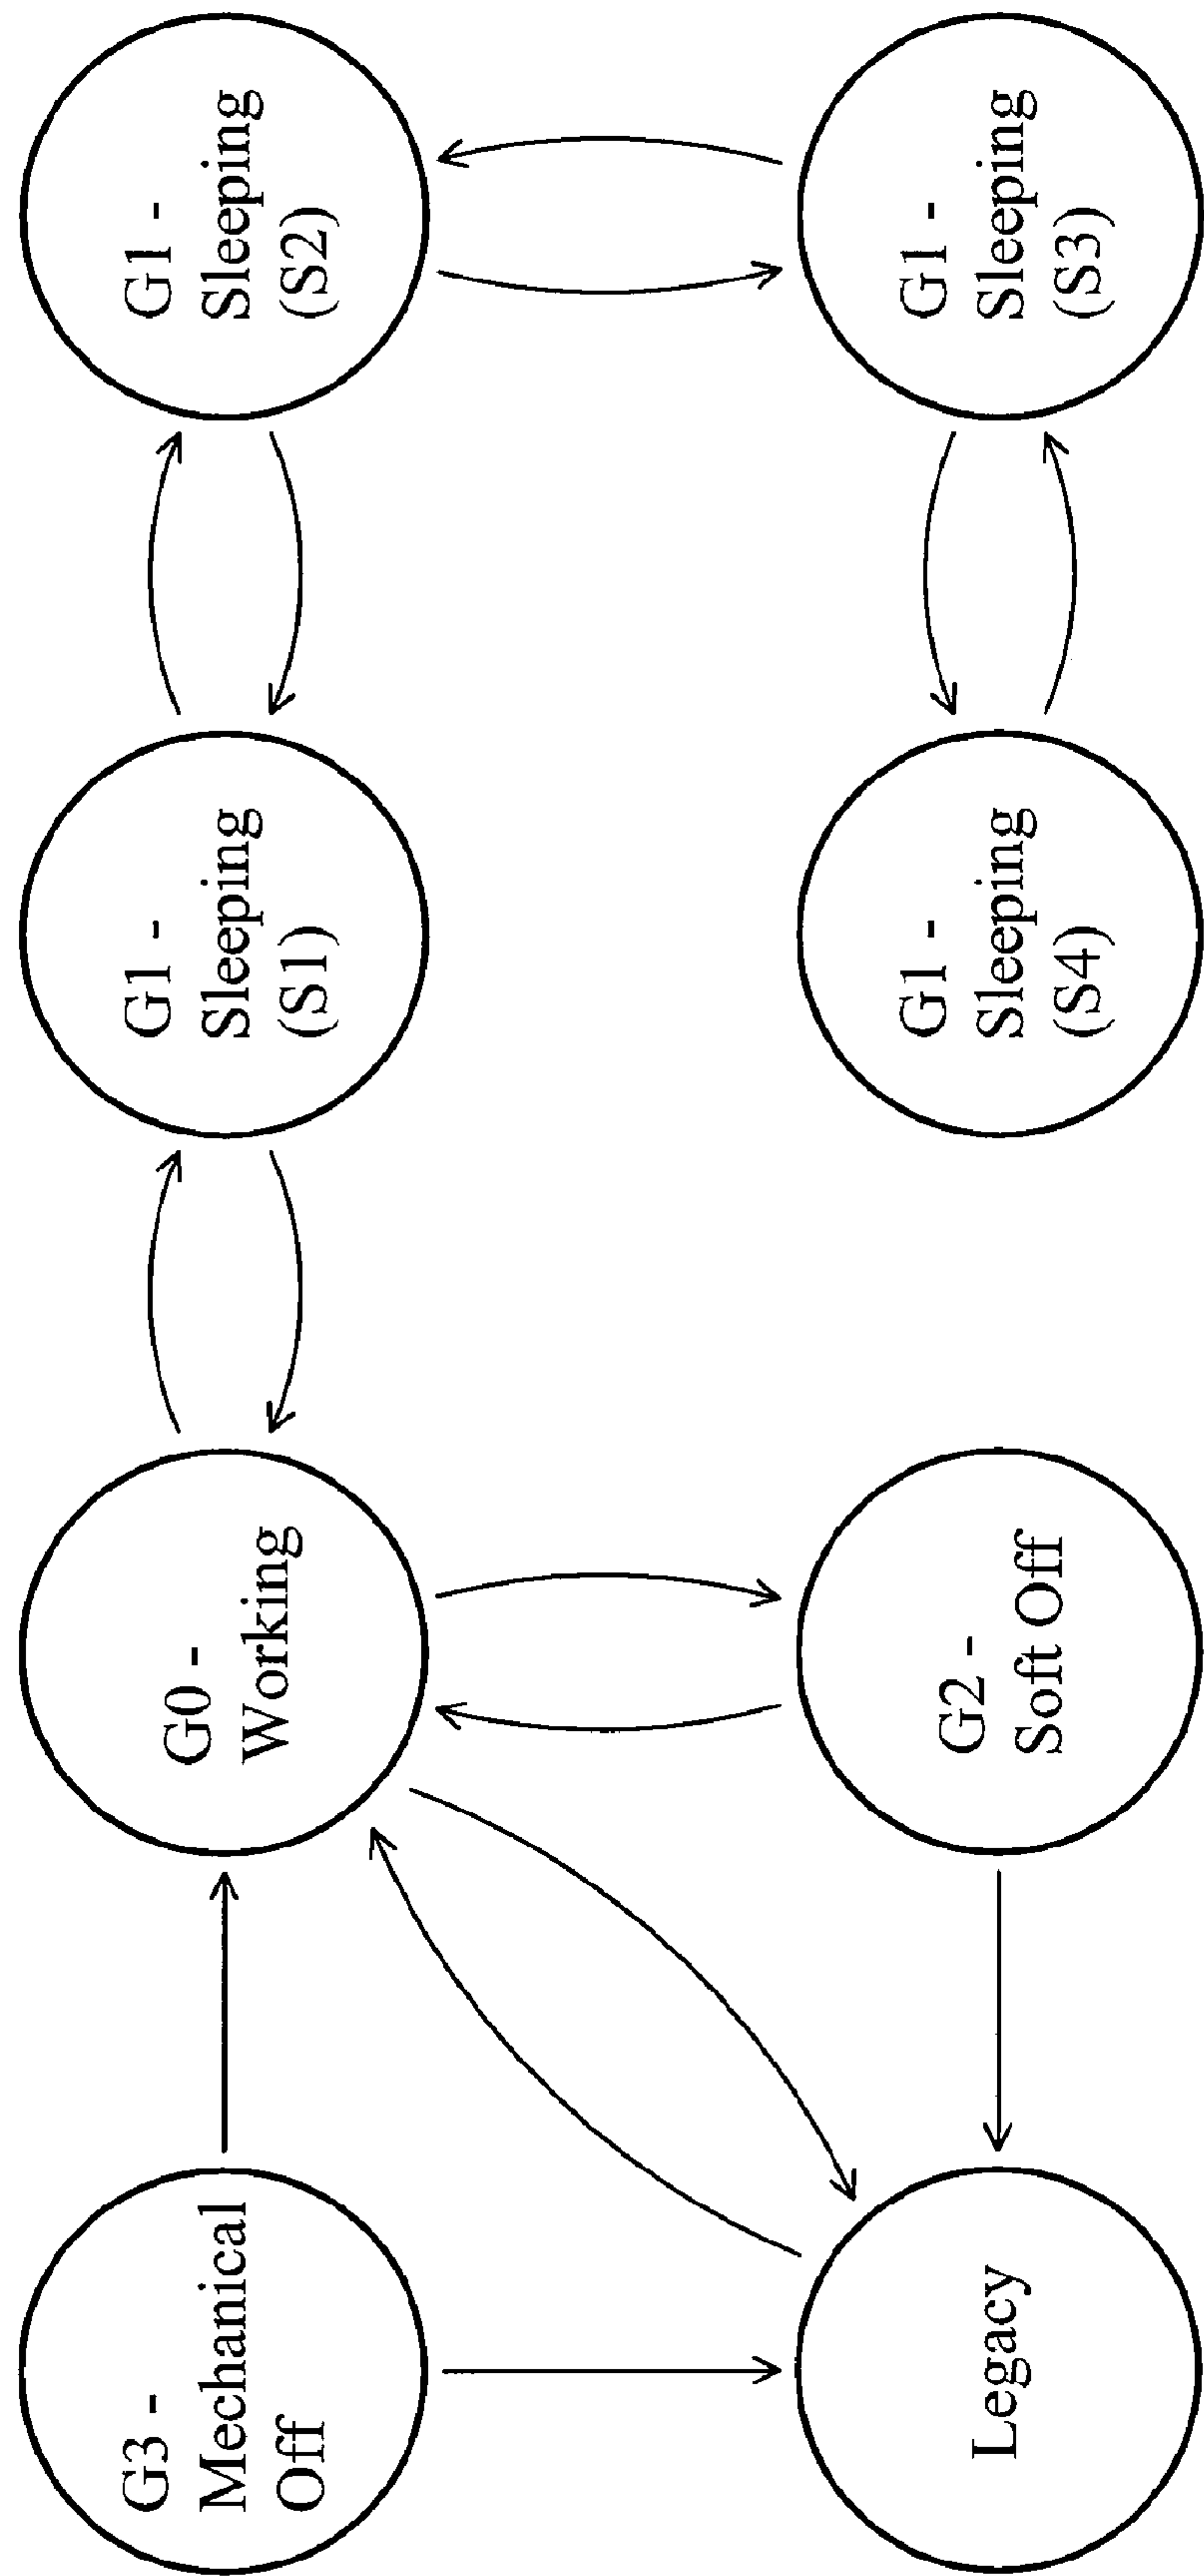 G3 -
Mechanical
Off
G0 -
Working
G1 -
Sleeping
(S1)
G1 -
Sleeping
(S2)
Legacy
G2 -
Soft Off
G1 -
Sleeping
(S4)
G1 -
Sleeping
(S3)